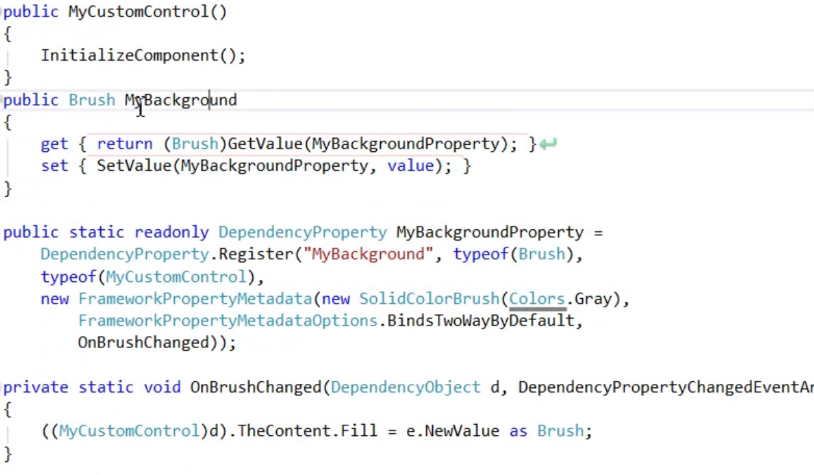 public MyCustomControl()
{
InitializeComponent();
}
public Brush MyBackground
{
get { return (Brush)GetValue(MyBackgroundProperty); }
set { SetValue(MyBackgroundProperty, value); }
}
public static readonly DependencyProperty MyBackgroundProperty =
DependencyProperty.Register("MyBackground", typeof(Brush),
typeof(MyCustomControl),
new FrameworkPropertyMetadata(new SolidColorBrush(Colors.Gray),
FrameworkPropertyMetadataOptions.BindsTwoWayByDefault,
OnBrushChanged));
private static void OnBrushChanged(DependencyObject d, DependencyPropertyChangedEventAr
{
((MyCustomControl)d).TheContent.Fill = e.NewValue as Brush;
}